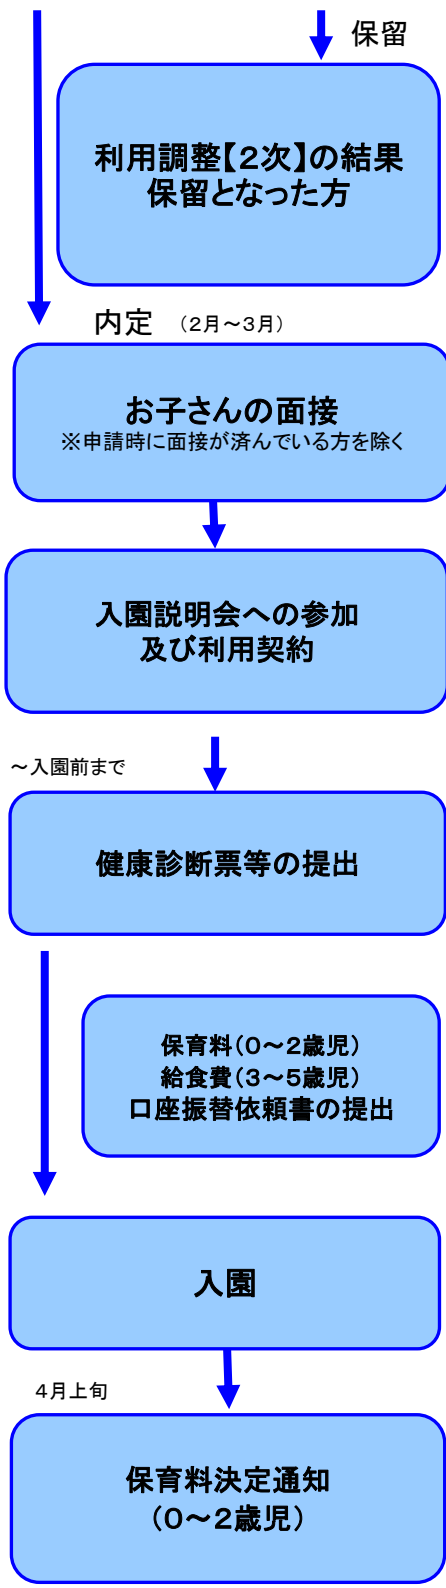 保留
利用調整【2次】の結果
保留となった方
内定 （2月～3月）
お子さんの面接
※申請時に面接が済んでいる方を除く
入園説明会への参加
及び利用契約
～入園前まで
健康診断票等の提出
保育料（0～2歳児）
給食費（3～5歳児）
口座振替依頼書の提出
入園
4月上旬
保育料決定通知
（0～2歳児）